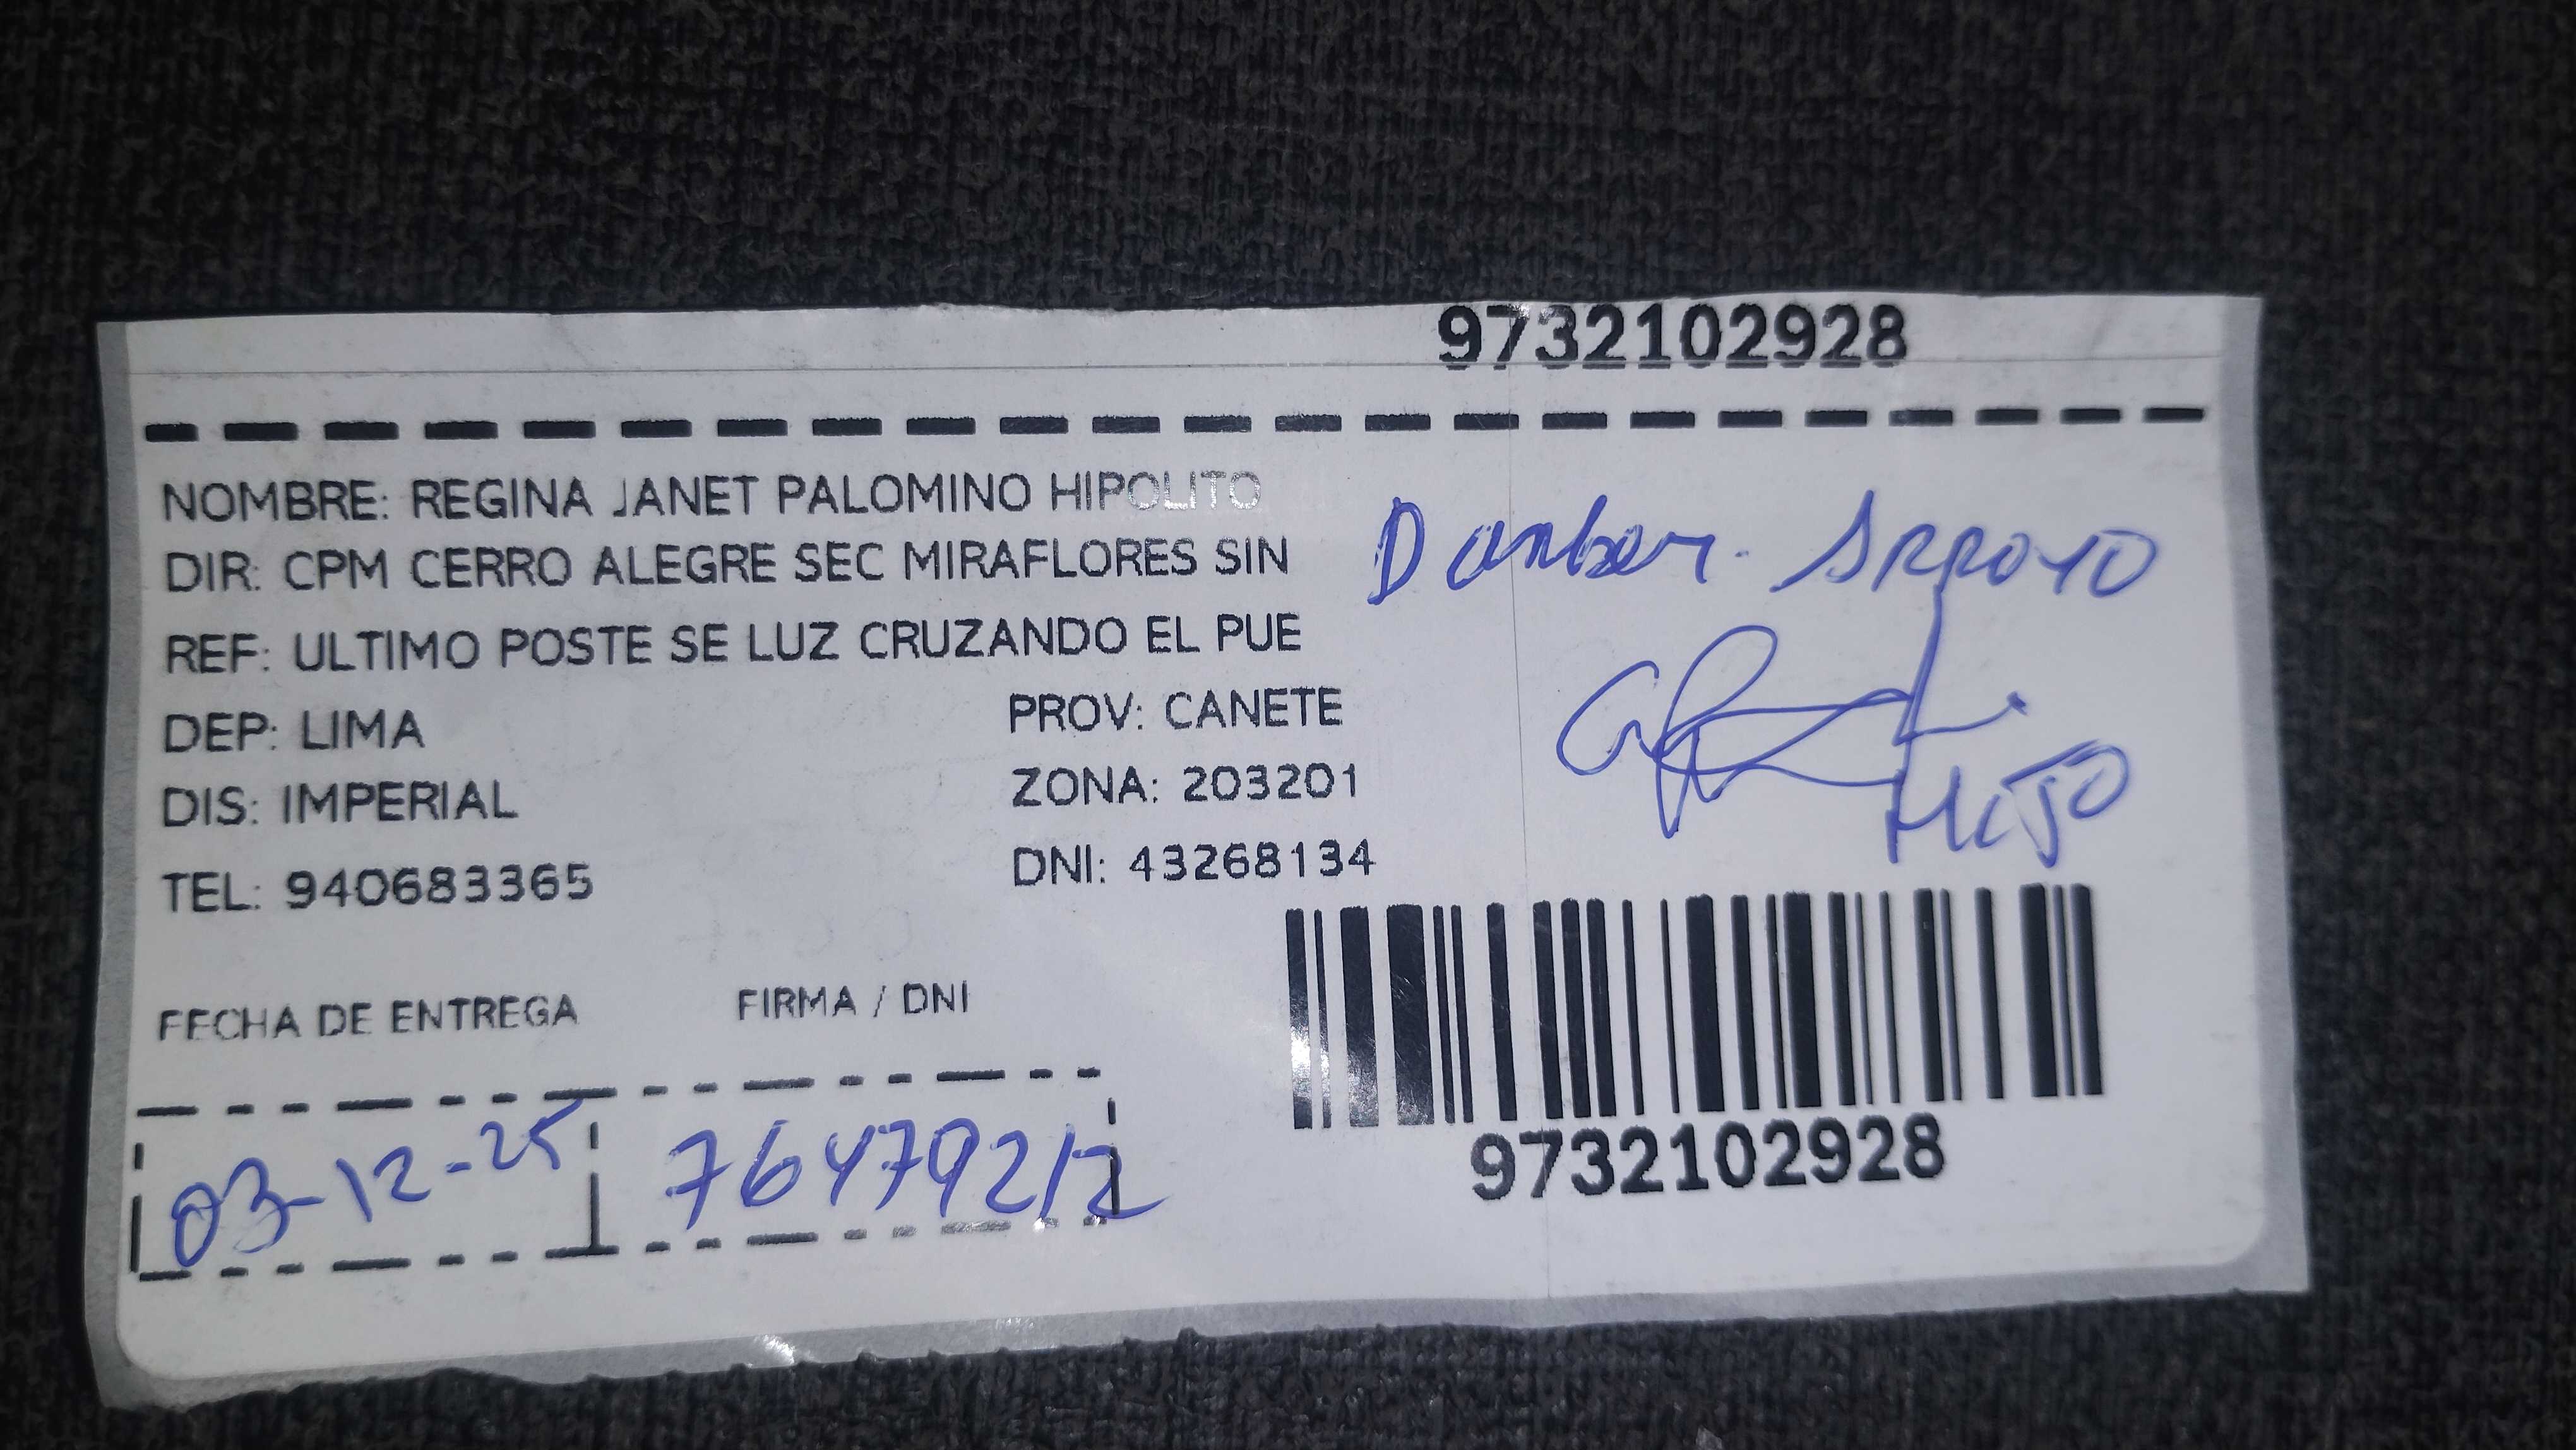 9732102928
NOMBRE: REGINA JANET PALOMINO HIPOLITO
DIR: CPM CERRO ALEGRE SEC MIRAFLORES SIN
REF: ULTIMO POSTE SE LUZ CRUZANDO EL PUE
DEP: LIMA
PROV: CANETE
DIS: IMPERIAL
ZONA: 203201
TEL: 940683365
DNI: 43268134
Arroyo
HIJO
FECHA DE ENTREGA
FIRMA / DNI
03-12-25
76479212
9732102928